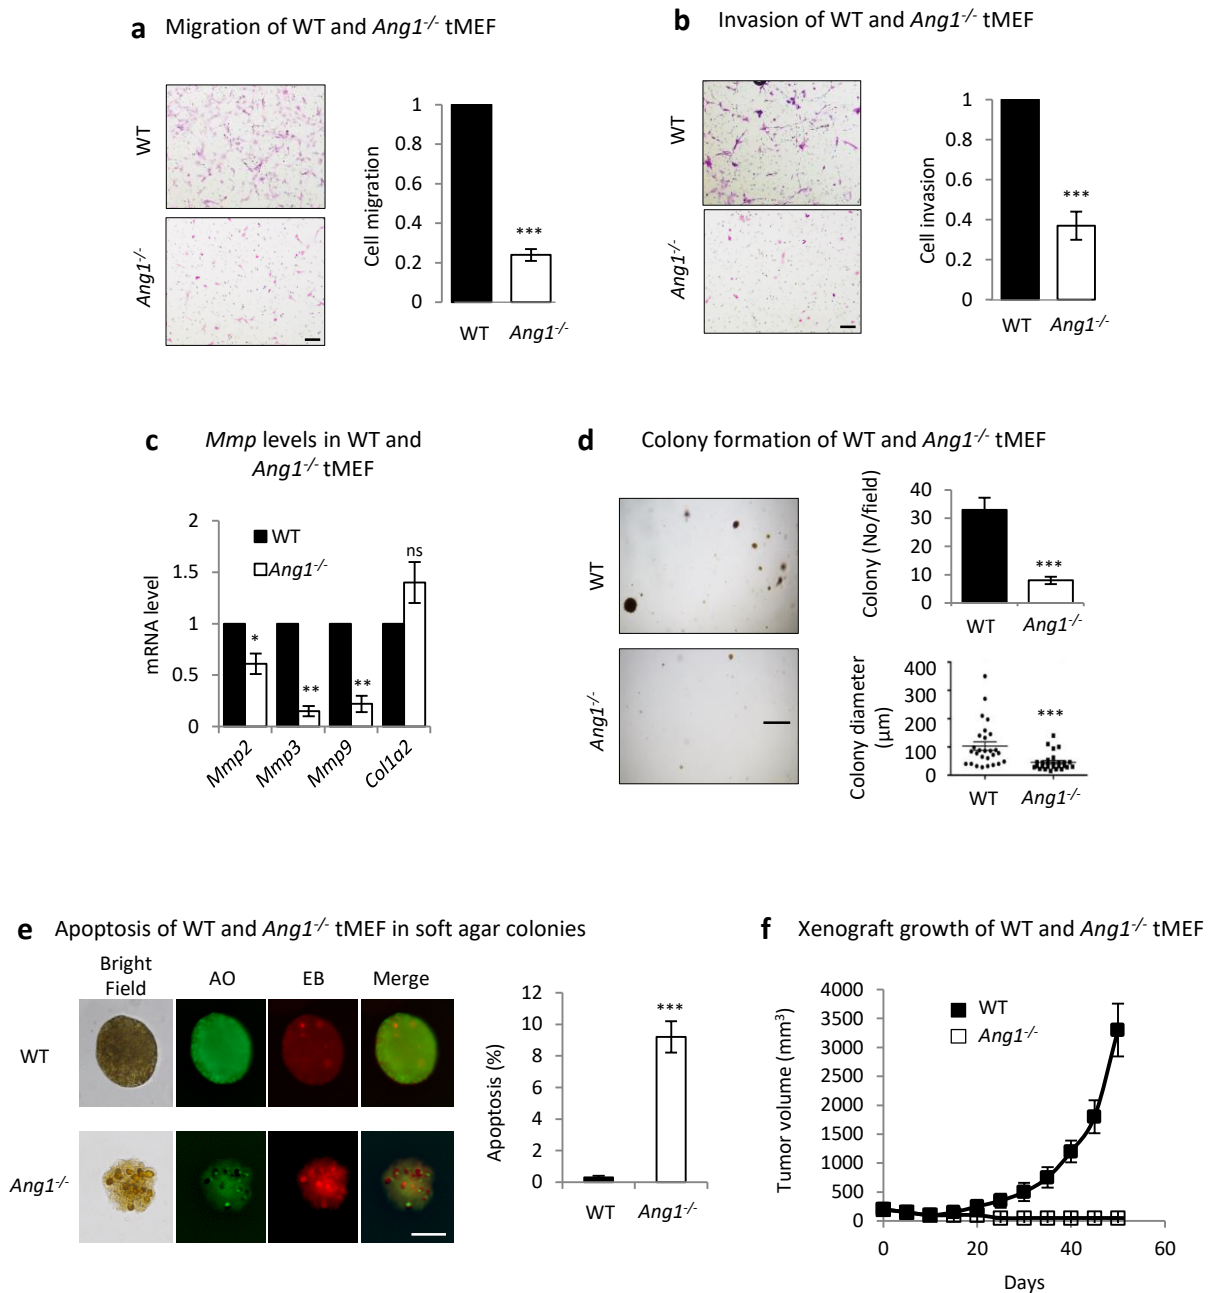 a Migration of WT and Ang1-/- tMEF
WT
Ang1-/-
Cell migration
1
0.8
0.6
0.4
0.2
0
***
WT Ang1-/-
b Invasion of WT and Ang1-/- tMEF
WT
Ang1-/-
Cell invasion
1
0.8
0.6
0.4
0.2
0
***
WT Ang1-/-
c Mmp levels in WT and
Ang1-/- tMEF
mRNA level
2
1.5
1
0.5
0
WT
Ang1-/-
*
**
**
ns
Mmp2 Mmp3 Mmp9 Col1a2
d Colony formation of WT and Ang1-/- tMEF
WT
Ang1-/-
Colony (No/field)
40
30
20
10
0
***
WT Ang1-/-
Colony diameter
(μm)
400
300
200
100
0
***
WT Ang1-/-
e Apoptosis of WT and Ang1-/- tMEF in soft agar colonies
Bright
Field
AO EB Merge
WT
Ang1-/-
Apoptosis (%)
12
10
8
6
4
2
0
***
WT Ang1-/-
f Xenograft growth of WT and Ang1-/- tMEF
Tumor volume (mm3)
4000
3500
3000
2500
2000
1500
1000
500
0
WT
Ang1-/-
0 20 40 60
Days